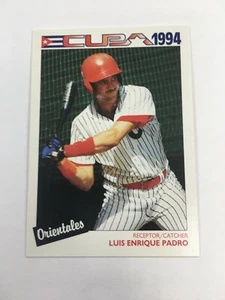 CUBA 1994
Orientales
RECEPTOR/CATCHER
LUIS ENRIQUE PADRO